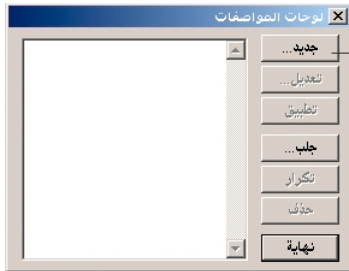 لوحات المواصفات
جديد...
تعديل...
تطبيق
جلب...
تكرار
حذف
نهاية